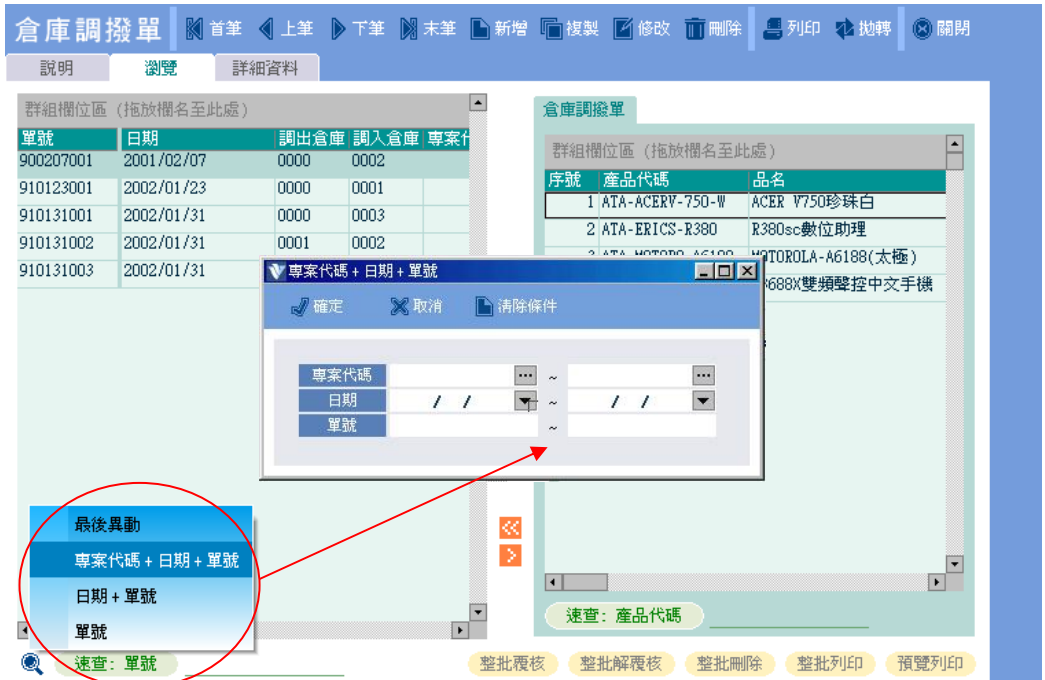 倉庫調撥單 首筆 上筆 下筆 末筆 新增 複製 修改 刪除 列印 拋轉 關閉
說明 瀏覽 詳細資料
群組欄位區 (拖放欄名至此處)
單號 日期 調出倉庫 調入倉庫 專案代
900207001 2001/02/07 0000 0002
910123001 2002/01/23 0000 0001
910131001 2002/01/31 0000 0003
910131002 2002/01/31 0001 0002
910131003 2002/01/31
倉庫調撥單
群組欄位區 (拖放欄名至此處)
序號 產品代碼 品名
1 ATA-ACERV-750-W ACER V750珍珠白
2 ATA-ERICS-R380 R380sc數位助理
3 ATA-MOTORO-A6188 MOTOROLA-A6188(太極)
688X雙頻聲控中文手機
專案代碼 + 日期 + 單號
確定 取消 清除條件
專案代碼 ~
日期 / / ~ / /
單號 ~
最後異動
專案代碼 + 日期 + 單號
日期 + 單號
單號
速查: 產品代碼
速查: 單號
整批覆核 整批解覆核 整批刪除 整批列印 預覽列印